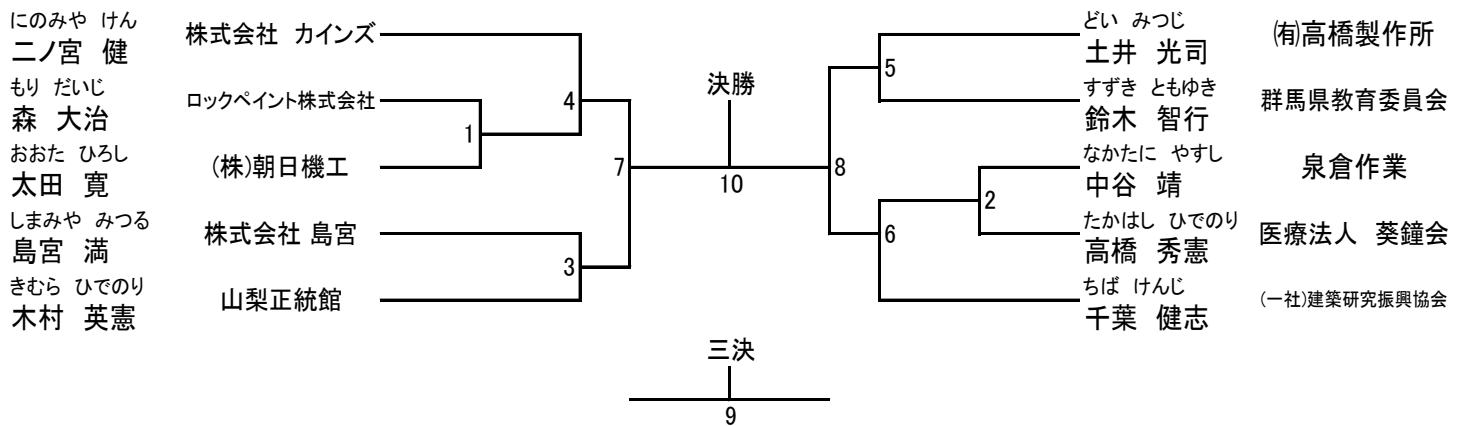 にのみや けん
二ノ宮 健
株式会社 カインズ
もり だいじ
森 大治
ロックペイント株式会社
おおた ひろし
太田 寛
(株)朝日機工
しまみや みつる
島宮 満
株式会社 島宮
きむら ひでのり
木村 英憲
山梨正統館
1
4
3
7
決勝
10
三決
9
8
5
6
2
どい みつじ
土井 光司
㈲高橋製作所
すずき ともゆき
鈴木 智行
群馬県教育委員会
なかたに やすし
中谷 靖
泉倉作業
たかはし ひでのり
高橋 秀憲
医療法人 葵鐘会
ちば けんじ
千葉 健志
(一社)建築研究振興協会